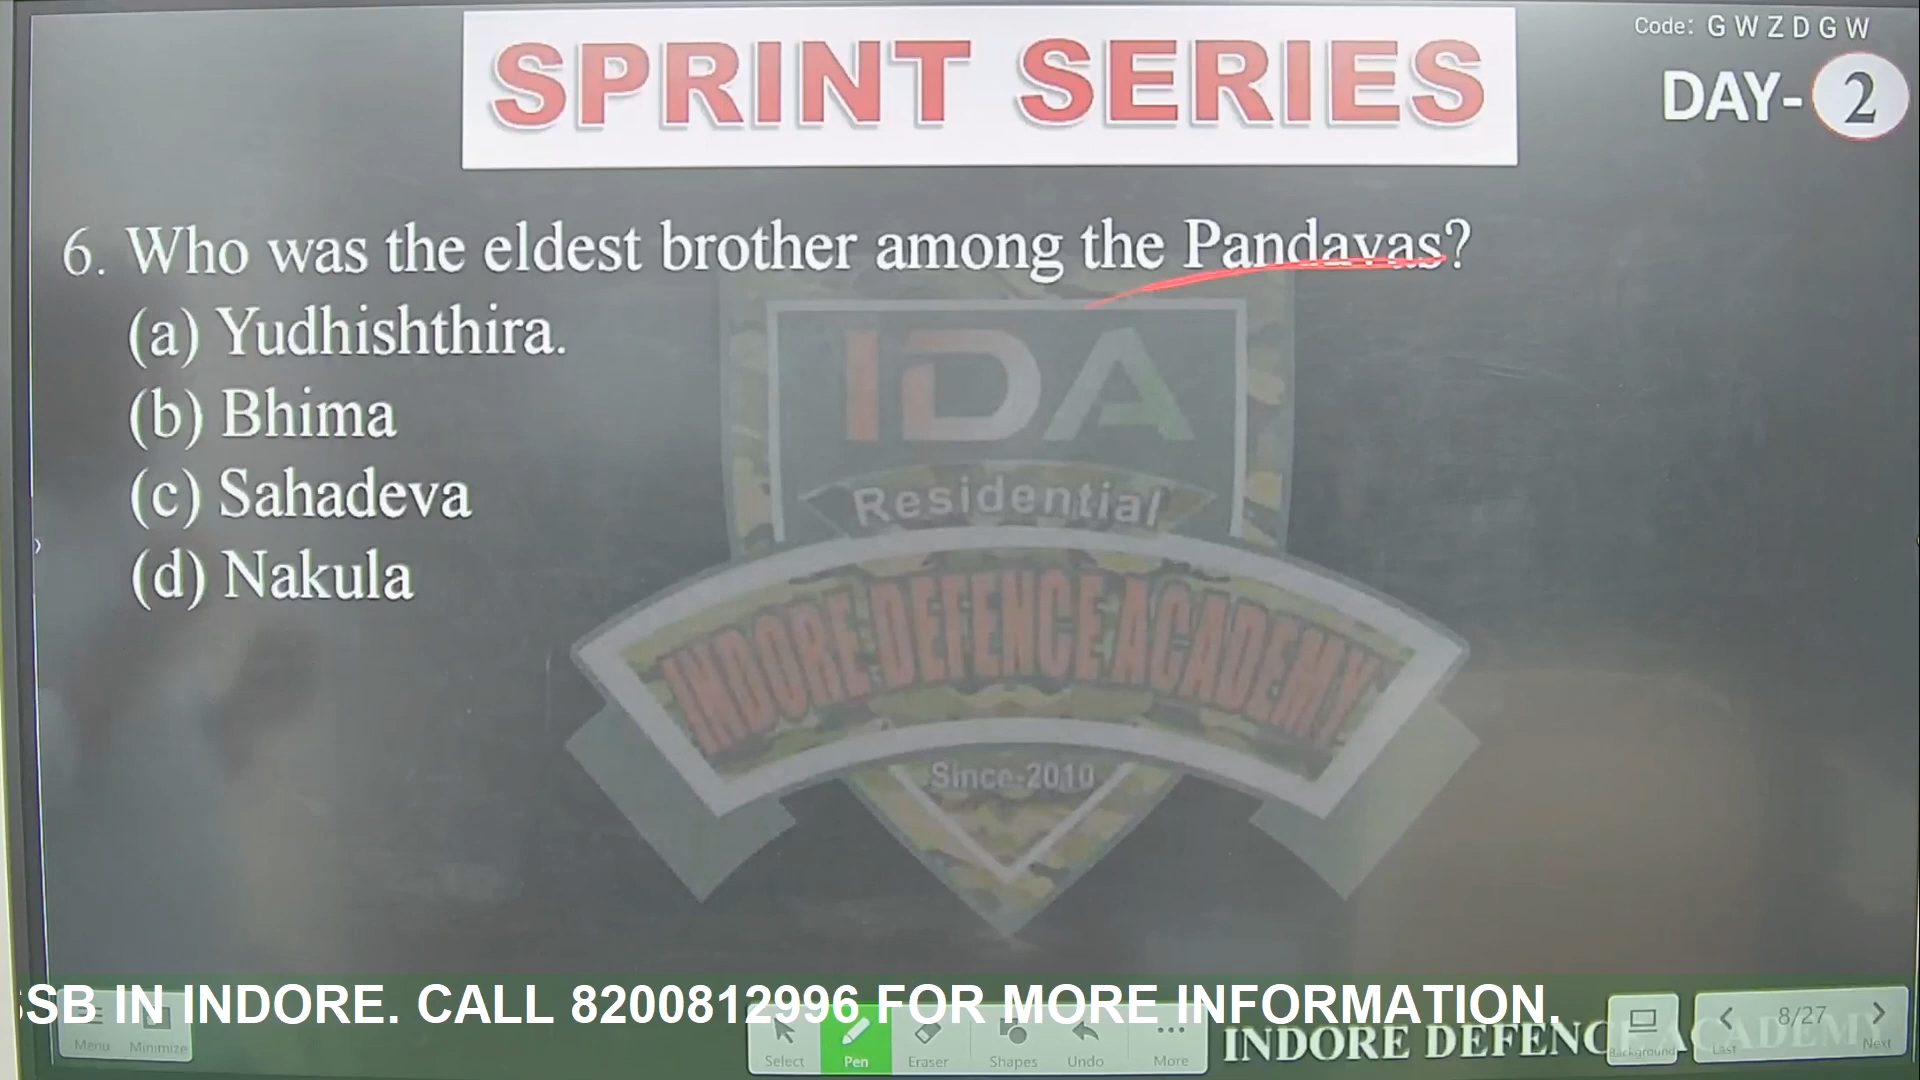 Code: GWZDGW
SPRINT SERIES
DAY-2
6. Who was the eldest brother among the Pandavas?
(a) Yudhishthira.
(b) Bhima
(c) Sahadeva
(d) Nakula
IDA
Residential
INDORE DEFENCE ACADEMY
Since-2010
SSB IN INDORE. CALL 8200812996 FOR MORE INFORMATION.
INDORE DEFENCE ACADEMY
Menu
Minimize
Select
Pen
Eraser
Shapes
Undo
More
Background
Last
8/27
Next